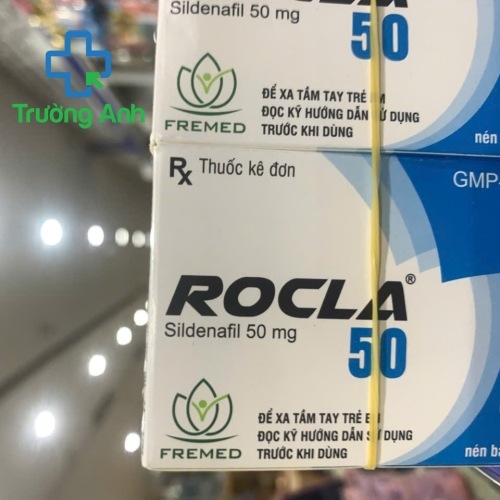 ROCLA
Sildenafil 50 mg
50
Trường Anh
FREMED
ĐỂ XA TẦM TAY TRẺ EM
ĐỌC KỸ HƯỚNG DẪN SỬ DỤNG
TRƯỚC KHI DÙNG
nén
Rx Thuốc kê đơn
GMP
ROCLA®
Sildenafil 50 mg
50
FREMED
ĐỂ XA TẦM TAY TRẺ EM
ĐỌC KỸ HƯỚNG DẪN SỬ DỤNG
TRƯỚC KHI DÙNG
nén